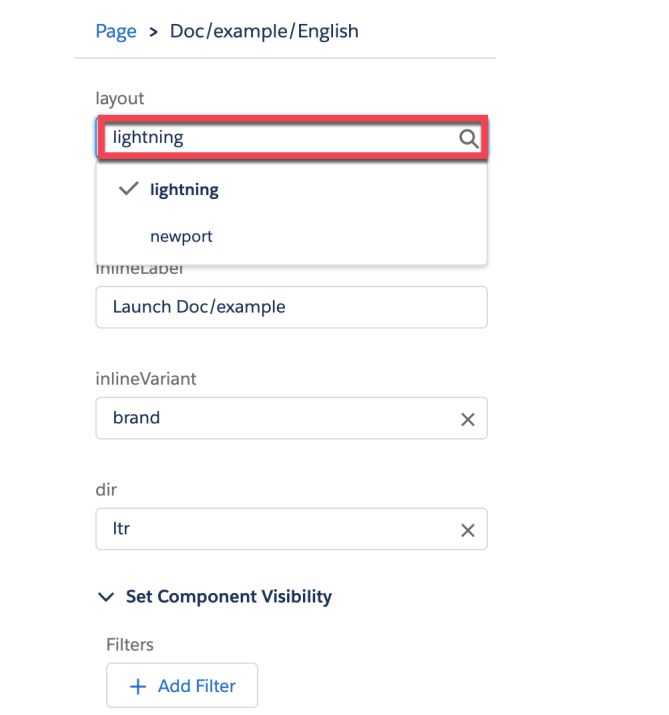 Page > Doc/example/English
layout
lightning
lightning
newport
inlineLabel
Launch Doc/example
inlineVariant
brand
dir
ltr
Set Component Visibility
Filters
+ Add Filter